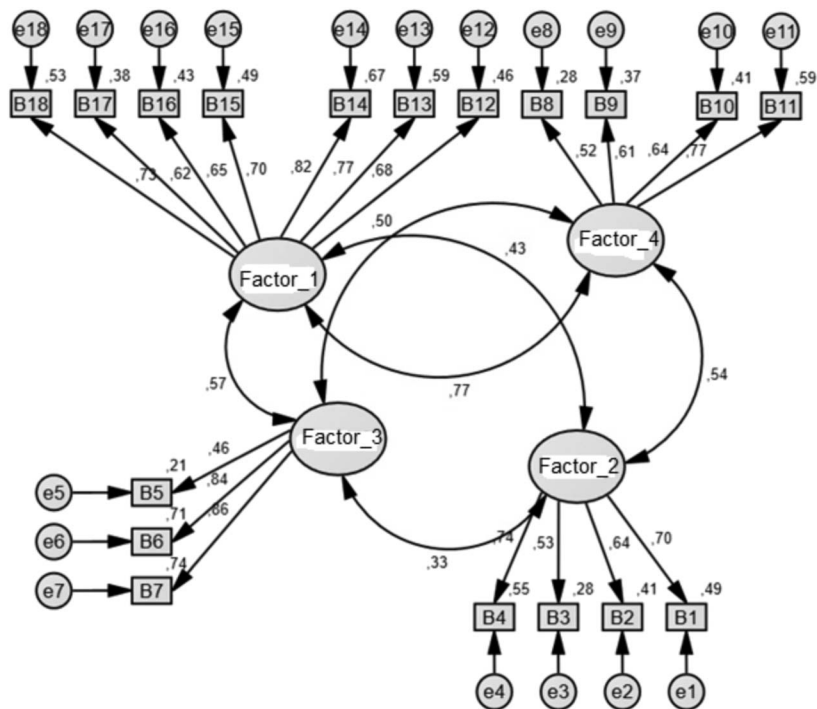 e18 e17 e16 e15 e14 e13 e12 e8 e9 e10 e11
,53 ,38 ,43 ,49 ,67 ,59 ,46 ,28 ,37 ,41 ,59
B18 B17 B16 B15 B14 B13 B12 B8 B9 B10 B11
,73 ,62 ,65 ,70 ,82 ,77 ,68 ,52 ,61 ,64 ,77
,50 ,43
Factor_4
Factor_1
,57 ,77 ,54
Factor_3
Factor_2
,46
,21
e5 B5 ,84
,71 ,86
e6 B6
,74
e7 B7
,33
,74 ,53 ,64 ,70
,55 ,28 ,41 ,49
B4 B3 B2 B1
e4 e3 e2 e1